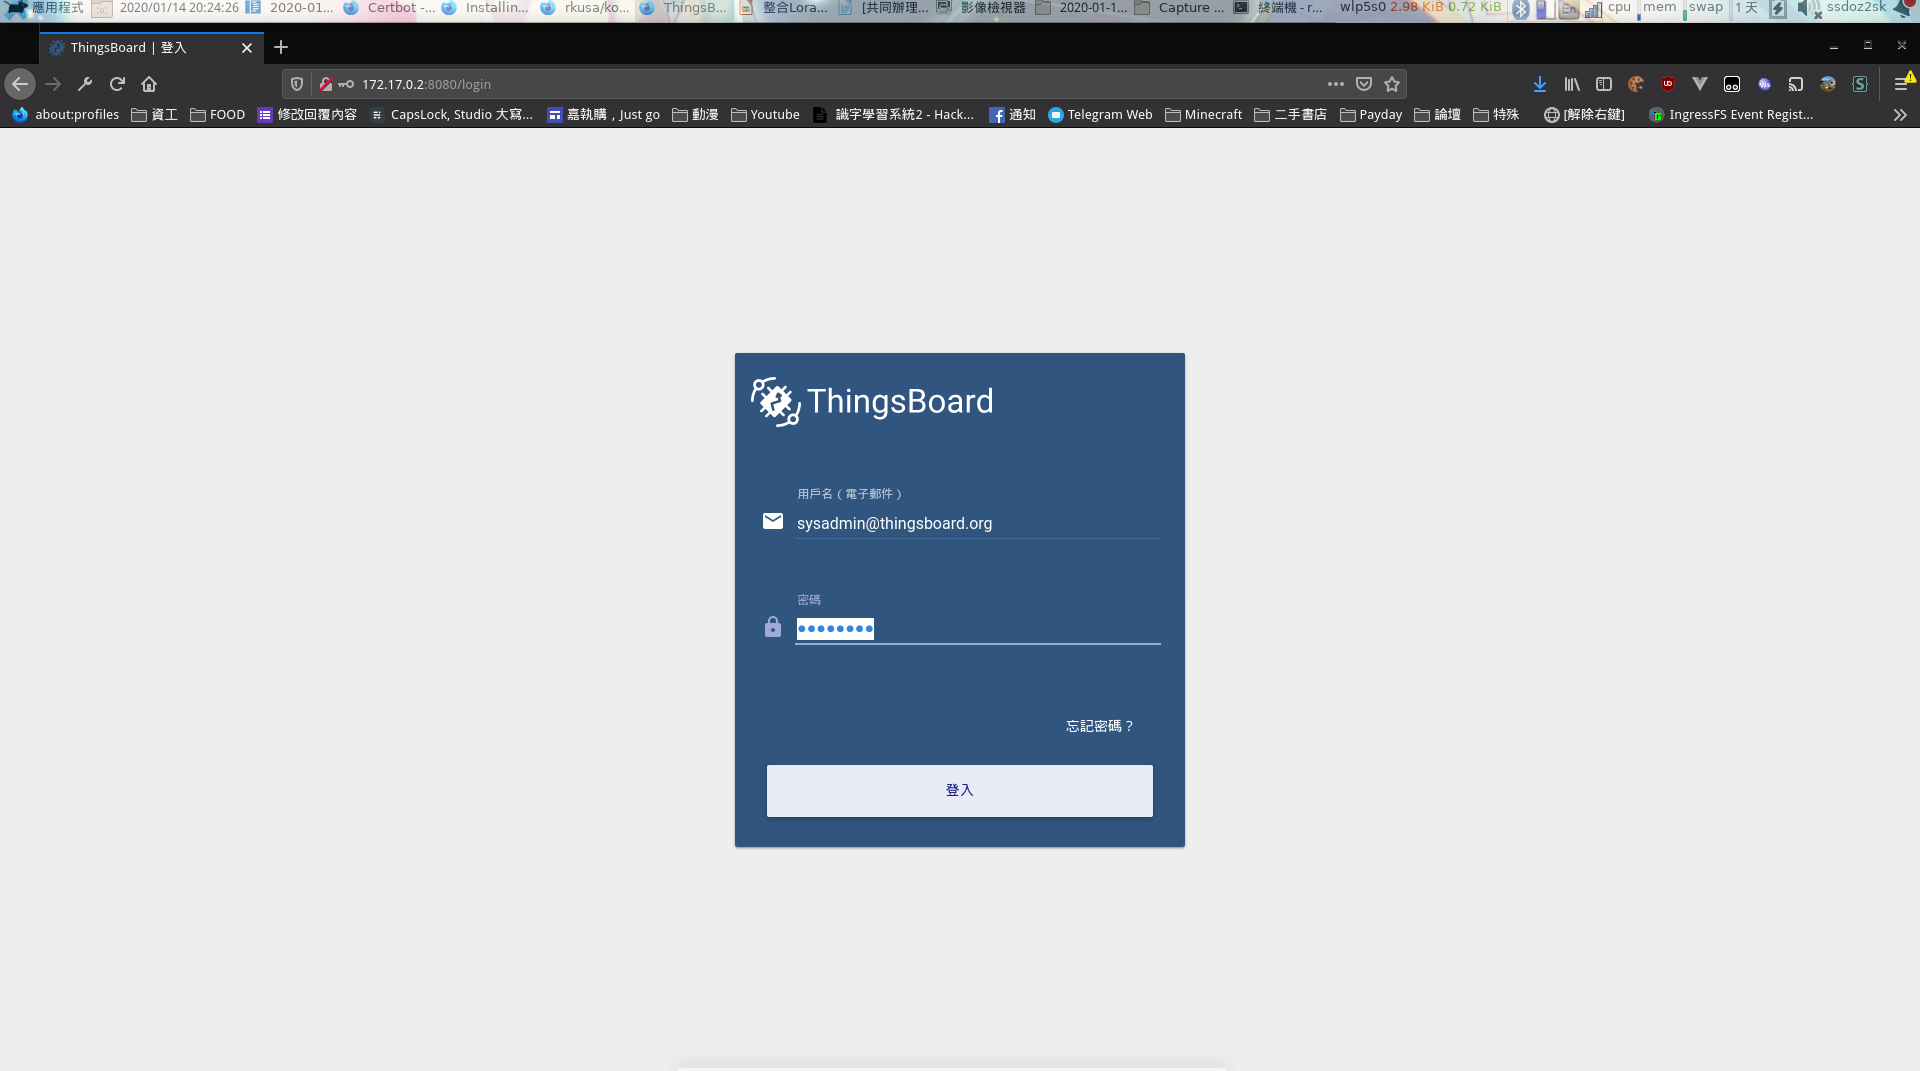 應用程式 2020/01/14 20:24:26 2020-01... Certbot -... Installin... rkusa/ko... ThingsB... 整合Lora... [共同辦理... 影像檢視器 2020-01-1... Capture ... 終端機 - r... wlp5s0 2.98 KiB 0.72 KiB En cpu mem swap 1 天 ssdoz2sk
ThingsBoard | 登入
172.17.0.2:8080/login
about:profiles 資工 FOOD 修改回覆內容 CapsLock, Studio 大寫... 嘉執購，Just go 動漫 Youtube 識字學習系統2 - Hack... 通知 Telegram Web Minecraft 二手書店 Payday 論壇 特殊 [解除右鍵] IngressFS Event Regist...
ThingsBoard
用戶名（電子郵件）
sysadmin@thingsboard.org
密碼
忘記密碼？
登入